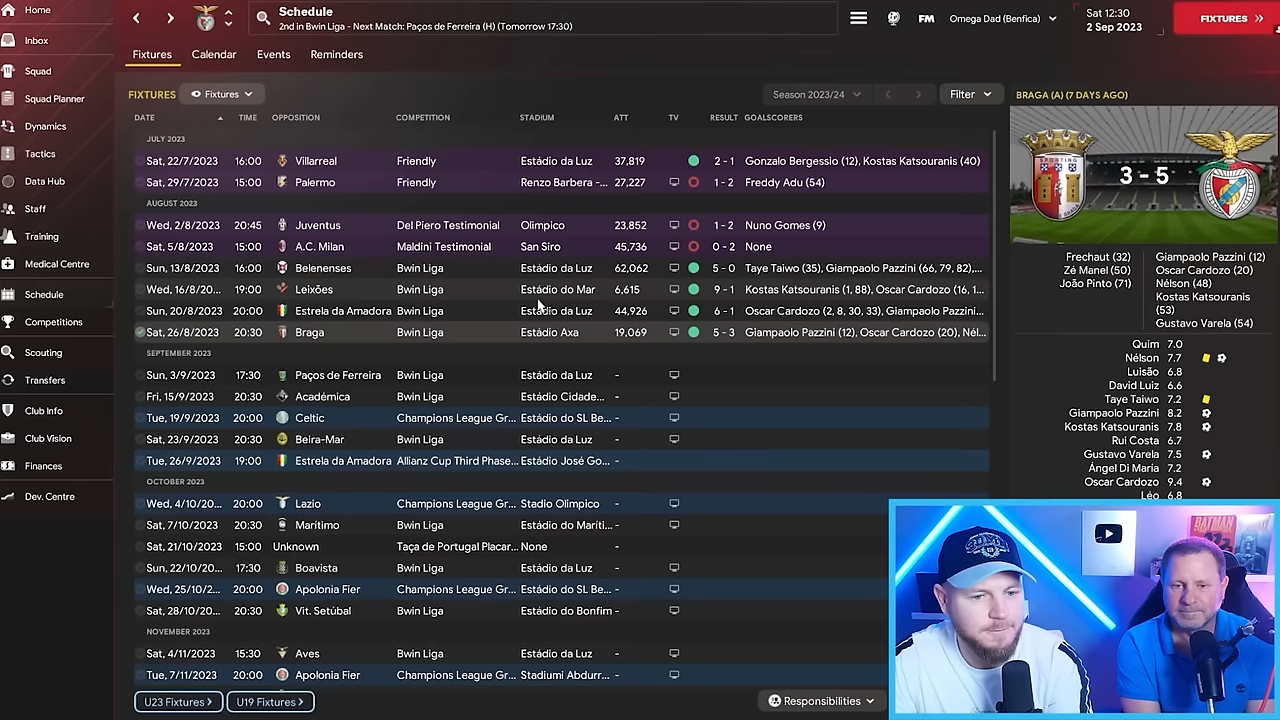 Home
Inbox
Squad
Squad Planner
Dynamics
Tactics
Data Hub
Staff
Training
Medical Centre
Schedule
Competitions
Scouting
Transfers
Club Info
Club Vision
Finances
Dev. Centre
Schedule
2nd in Bwin Liga - Next Match: Paços de Ferreira (H) (Tomorrow 17:30)
FM Omega Dad (Benfica)
Sat 12:30
2 Sep 2023
FIXTURES
Fixtures Calendar Events Reminders
FIXTURES Fixtures Season 2023/24 Filter
DATE TIME OPPOSITION COMPETITION STADIUM ATT TV RESULT GOALSCORERS
JULY 2023
Sat, 22/7/2023 16:00 Villarreal Friendly Estádio da Luz 37,819 2 - 1 Gonzalo Bergessio (12), Kostas Katsouranis (40)
Sat, 29/7/2023 15:00 Palermo Friendly Renzo Barbera -... 27,227 1 - 2 Freddy Adu (54)
AUGUST 2023
Wed, 2/8/2023 20:45 Juventus Del Piero Testimonial Olimpico 23,852 1 - 2 Nuno Gomes (9)
Sat, 5/8/2023 15:00 A.C. Milan Maldini Testimonial San Siro 45,736 0 - 2 None
Sun, 13/8/2023 16:00 Belenenses Bwin Liga Estádio da Luz 62,062 5 - 0 Taye Taiwo (35), Giampaolo Pazzini (66, 79, 82),...
Wed, 16/8/20... 19:00 Leixões Bwin Liga Estádio do Mar 6,615 9 - 1 Kostas Katsouranis (1, 88), Oscar Cardozo (16, 1...
Sun, 20/8/2023 20:00 Estrela da Amadora Bwin Liga Estádio da Luz 44,926 6 - 1 Oscar Cardozo (2, 8, 30, 33), Giampaolo Pazzini...
Sat, 26/8/2023 20:30 Braga Bwin Liga Estádio Axa 19,069 5 - 3 Giampaolo Pazzini (12), Oscar Cardozo (20), Nél...
SEPTEMBER 2023
Sun, 3/9/2023 17:30 Paços de Ferreira Bwin Liga Estádio da Luz -
Fri, 15/9/2023 20:30 Académica Bwin Liga Estádio Cidade... -
Tue, 19/9/2023 20:00 Celtic Champions League Gr... Estádio do SL Be... -
Sat, 23/9/2023 20:30 Beira-Mar Bwin Liga Estádio da Luz -
Tue, 26/9/2023 19:00 Estrela da Amadora Allianz Cup Third Phase... Estádio José Go... -
OCTOBER 2023
Wed, 4/10/20... 20:00 Lazio Champions League Gr... Stadio Olimpico -
Sat, 7/10/2023 20:30 Marítimo Bwin Liga Estádio do Maríti... -
Sat, 21/10/2023 15:00 Unknown Taça de Portugal Placar... None -
Sun, 22/10/20... 17:30 Boavista Bwin Liga Estádio da Luz -
Wed, 25/10/2... 20:00 Apolonia Fier Champions League Gr... Estádio do SL Be... -
Sat, 28/10/20... 20:30 Vit. Setúbal Bwin Liga Estádio do Bonfim -
NOVEMBER 2023
Sat, 4/11/2023 15:30 Aves Bwin Liga Estádio da Luz -
Tue, 7/11/2023 20:00 Apolonia Fier Champions League Gr... Stadiumi Abdurr... -
U23 Fixtures U19 Fixtures Responsibilities
BRAGA (A) (7 DAYS AGO)
3 - 5
Frechaut (32)
Zé Manel (50)
João Pinto (71)
Giampaolo Pazzini (12)
Oscar Cardozo (20)
Nélson (48)
Kostas Katsouranis
(53)
Gustavo Varela (54)
Quim 7.0
Nélson 7.7
Luisão 6.8
David Luiz 6.6
Taye Taiwo 7.2
Giampaolo Pazzini 8.2
Kostas Katsouranis 7.8
Rui Costa 6.7
Gustavo Varela 7.5
Ángel Di María 7.2
Oscar Cardozo 9.4
Léo 6.8
BATMAN